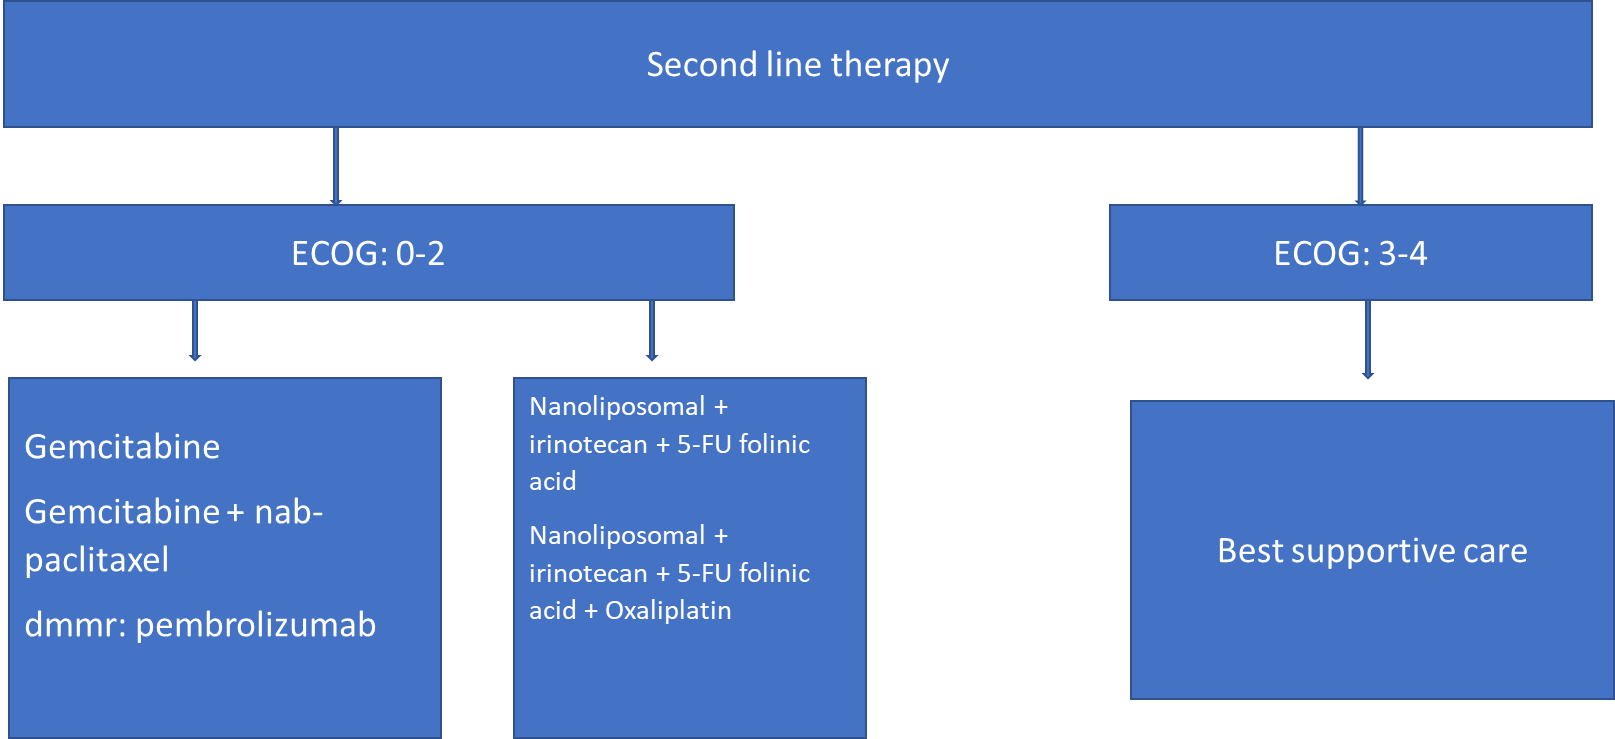 Second line therapy
ECOG: 0-2
ECOG: 3-4
Gemcitabine
Gemcitabine + nab-
paclitaxel
dmmr: pembrolizumab
Nanoliposomal +
irinotecan + 5-FU folinic
acid
Nanoliposomal +
irinotecan + 5-FU folinic
acid + Oxaliplatin
Best supportive care